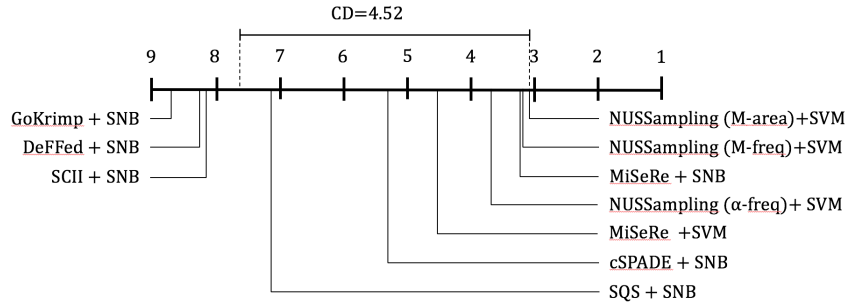 CD=4.52
9 8 7 6 5 4 3 2 1
GoKrimp + SNB
DeFFed + SNB
SCII + SNB
NUSSampling (M-area)+SVM
NUSSampling (M-freq)+SVM
MiSeRe + SNB
NUSSampling (α-freq)+ SVM
MiSeRe +SVM
cSPADE + SNB
SQS + SNB